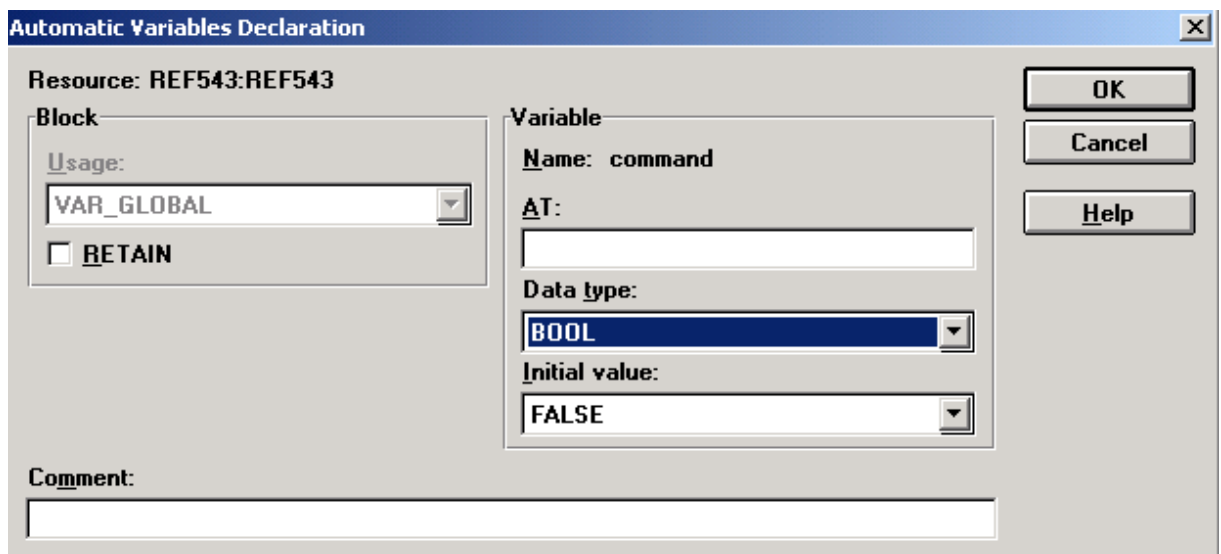 Automatic Variables Declaration
Resource: REF543:REF543
OK
Block
Variable
Usage:
Name: command
Cancel
VAR_GLOBAL
AT:
Help
RETAIN
Data type:
BOOL
Initial value:
FALSE
Comment: